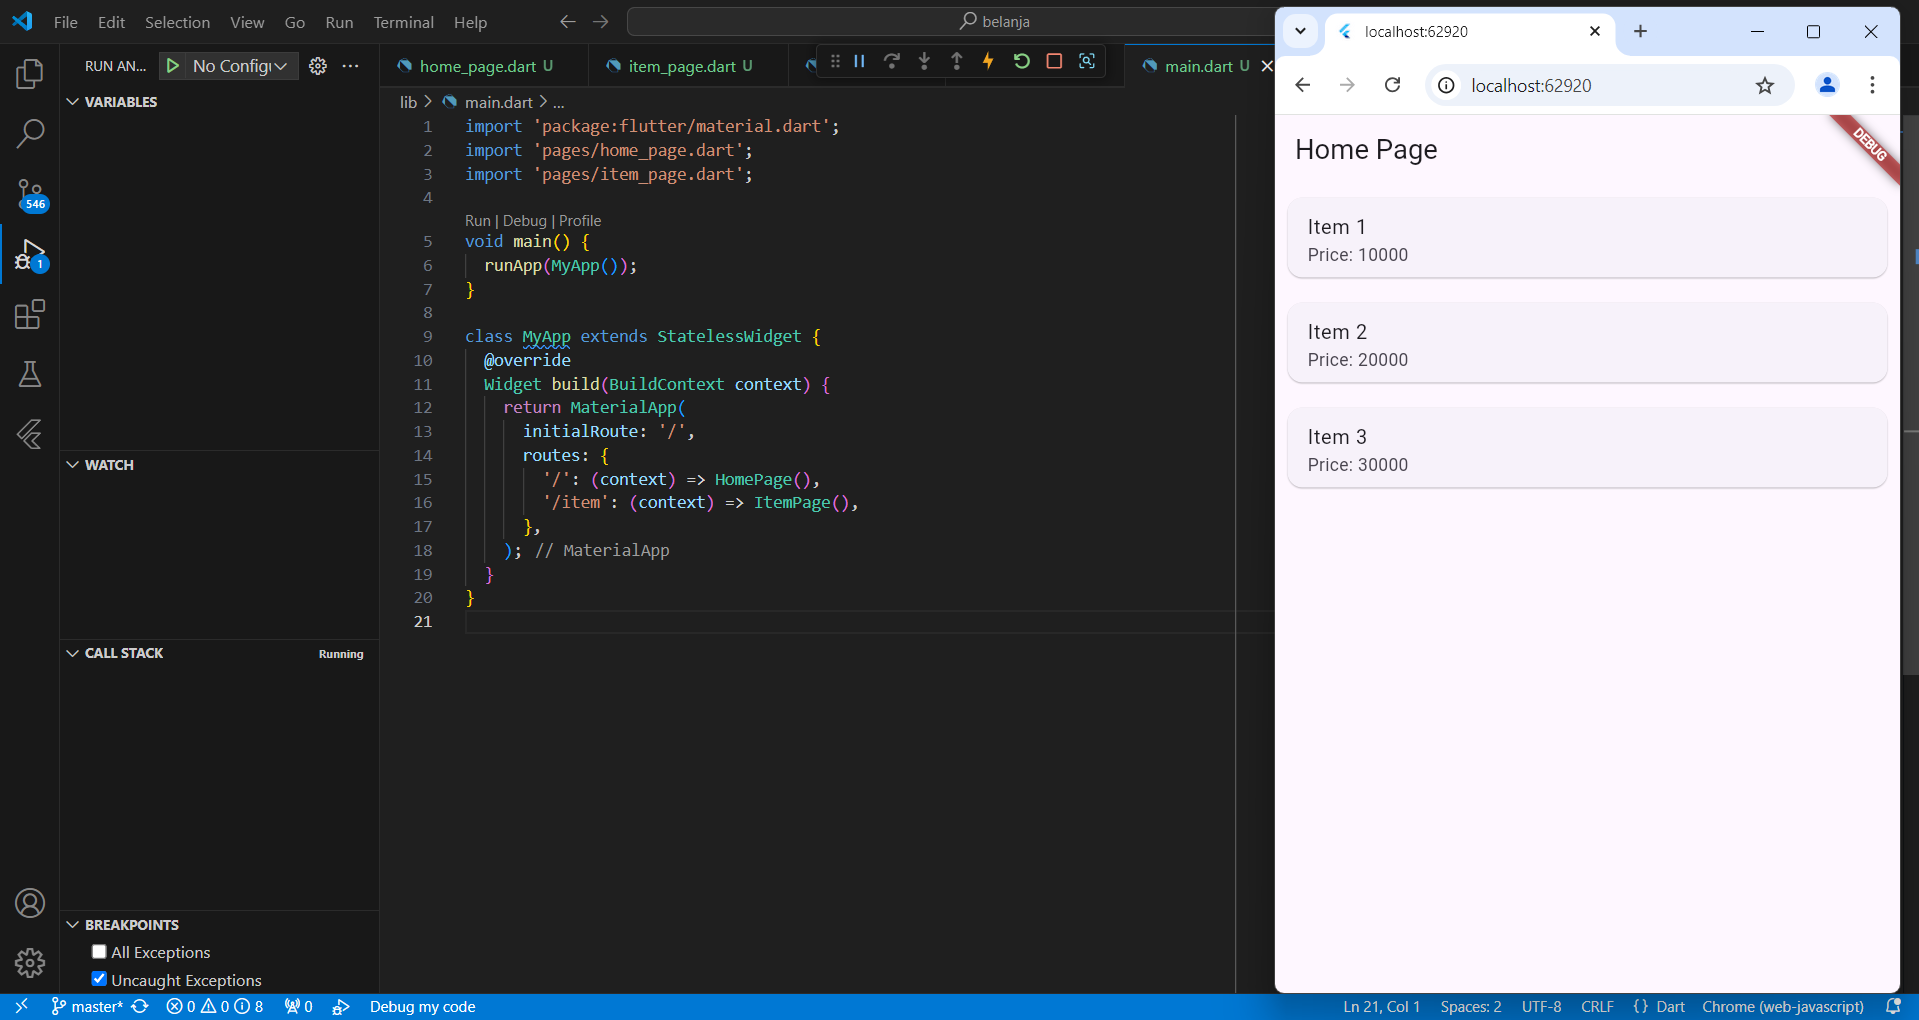 File Edit Selection View Go Run Terminal Help
belanja
RUN AN... No Config
home_page.dart U
item_page.dart U
main.dart U
lib > main.dart > ...
VARIABLES
WATCH
CALL STACK
Running
BREAKPOINTS
All Exceptions
Uncaught Exceptions
546
1
1 import 'package:flutter/material.dart';
2 import 'pages/home_page.dart';
3 import 'pages/item_page.dart';
4
Run | Debug | Profile
5 void main() {
6 runApp(MyApp());
7 }
8
9 class MyApp extends StatelessWidget {
10 @override
11 Widget build(BuildContext context) {
12 return MaterialApp(
13 initialRoute: '/',
14 routes: {
15 '/': (context) => HomePage(),
16 '/item': (context) => ItemPage(),
17 },
18 ); // MaterialApp
19 }
20 }
21
localhost:62920
localhost:62920
Home Page
DEBUG
Item 1
Price: 10000
Item 2
Price: 20000
Item 3
Price: 30000
master* 0 0 8 0 Debug my code
Ln 21, Col 1 Spaces: 2 UTF-8 CRLF {} Dart Chrome (web-javascript)